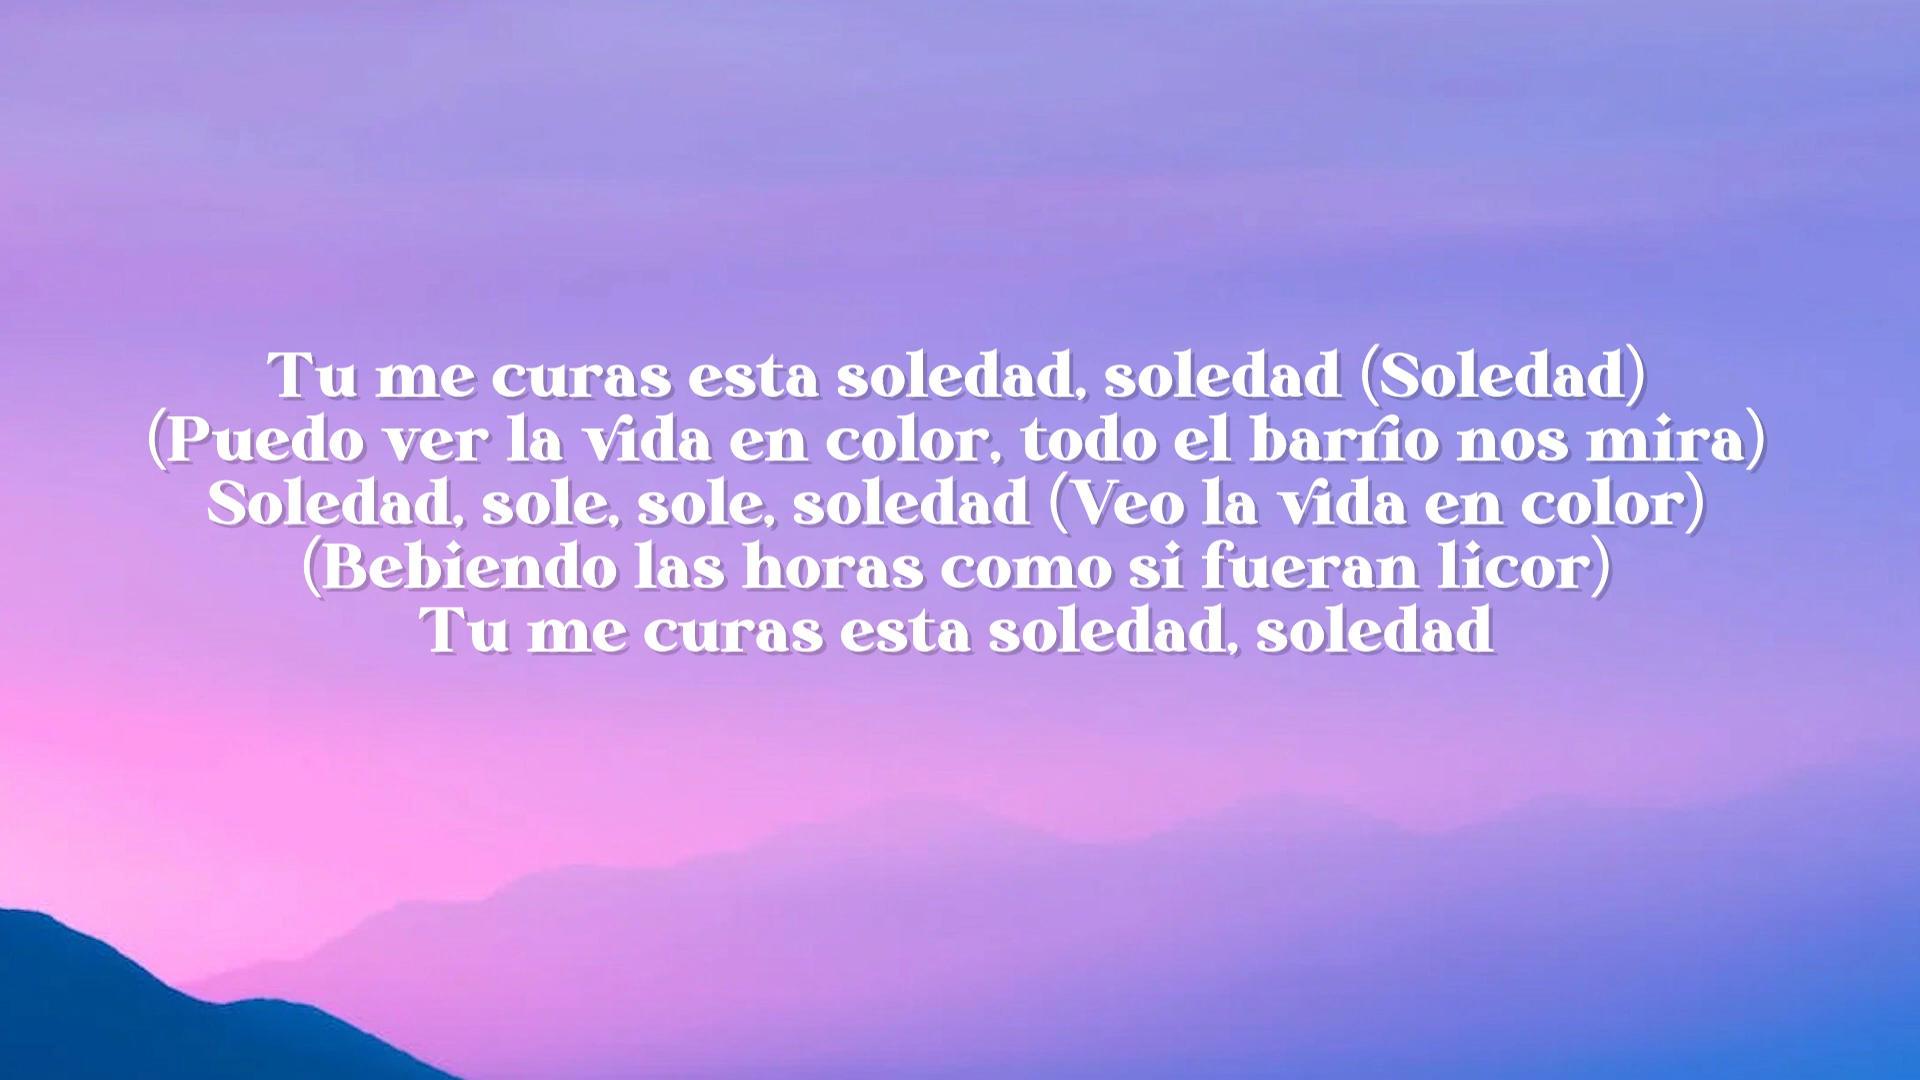 Tu me curas esta soledad, soledad (Soledad)
(Puedo ver la vida en color, todo el barrio nos mira)
Soledad, sole, sole, soledad (Veo la vida en color)
(Bebiendo las horas como si fueran licor)
Tu me curas esta soledad, soledad